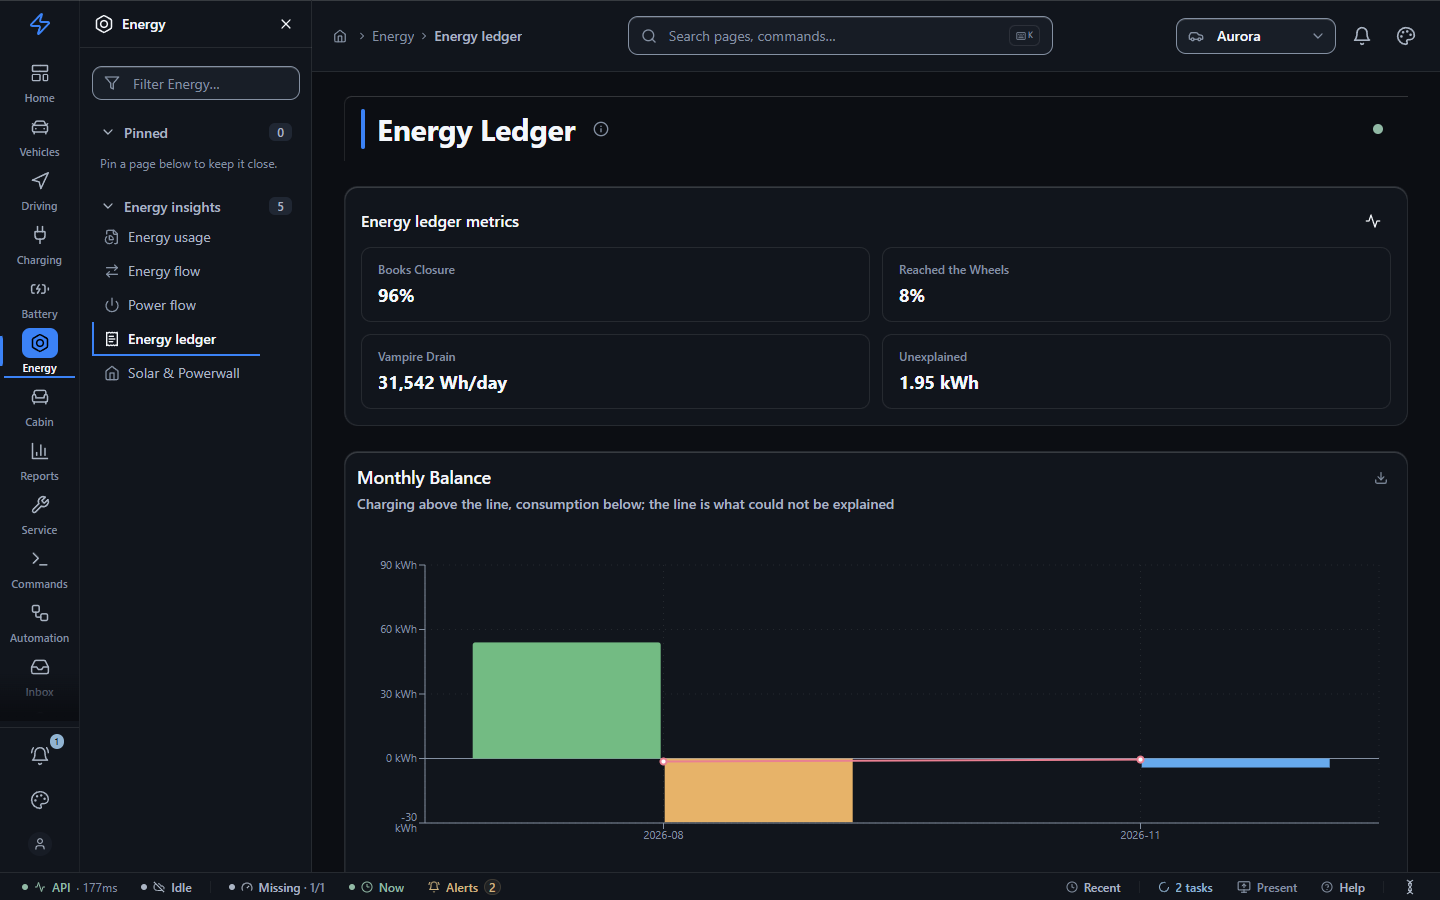 Energy
Home
Vehicles
Driving
Charging
Battery
Energy
Cabin
Reports
Service
Commands
Automation
Inbox
1
Filter Energy...
Pinned
0
Pin a page below to keep it close.
Energy insights
5
Energy usage
Energy flow
Power flow
Energy ledger
Solar & Powerwall
Energy
Energy ledger
Search pages, commands...
K
Aurora
Energy Ledger
Energy ledger metrics
Books Closure
96%
Reached the Wheels
8%
Vampire Drain
31,542 Wh/day
Unexplained
1.95 kWh
Monthly Balance
Charging above the line, consumption below; the line is what could not be explained
90 kWh
60 kWh
30 kWh
0 kWh
-30
kWh
2026-08
2026-11
API · 177ms
Idle
Missing · 1/1
Now
Alerts 2
Recent
2 tasks
Present
Help